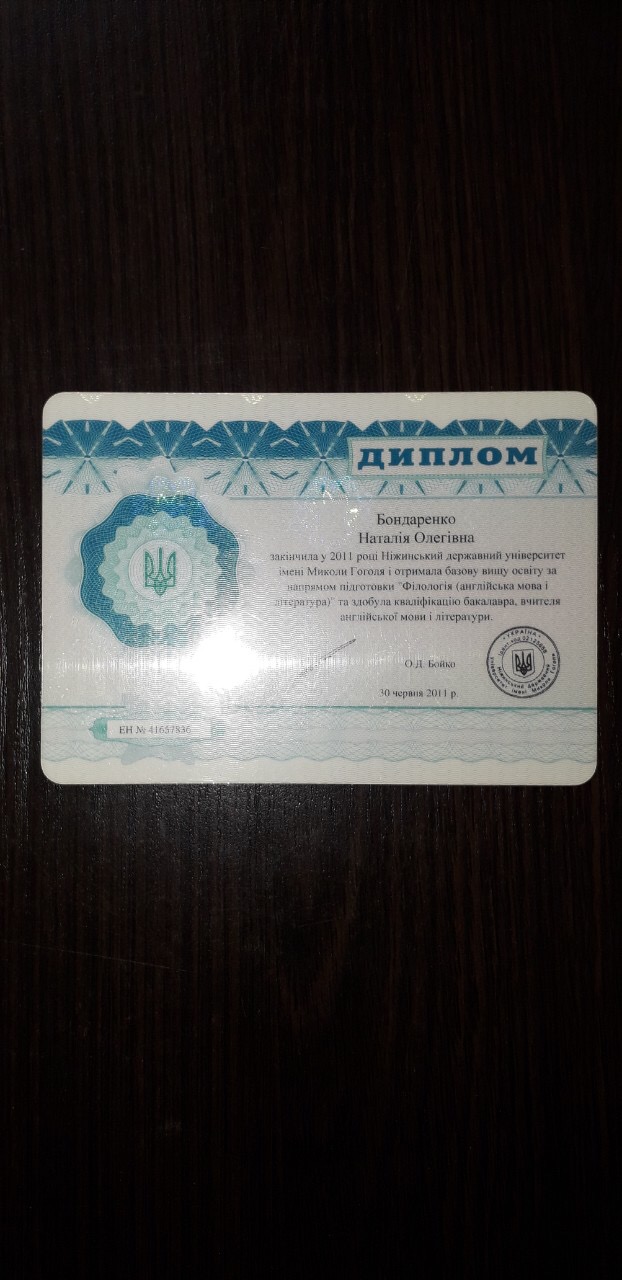 ДИПЛОМ
Бондаренко
Наталія Олегівна
закінчила у 2011 році Ніжинський державний університет
імені Миколи Гоголя і отримала базову вищу освіту за
напрямом підготовки "Філологія (англійська мова і
література)" та здобула кваліфікацію бакалавра, вчителя
англійської мови і літератури.
О.Д. Бойко
30 червня 2011 р.
УКРАЇНА
ЕН № 41657836